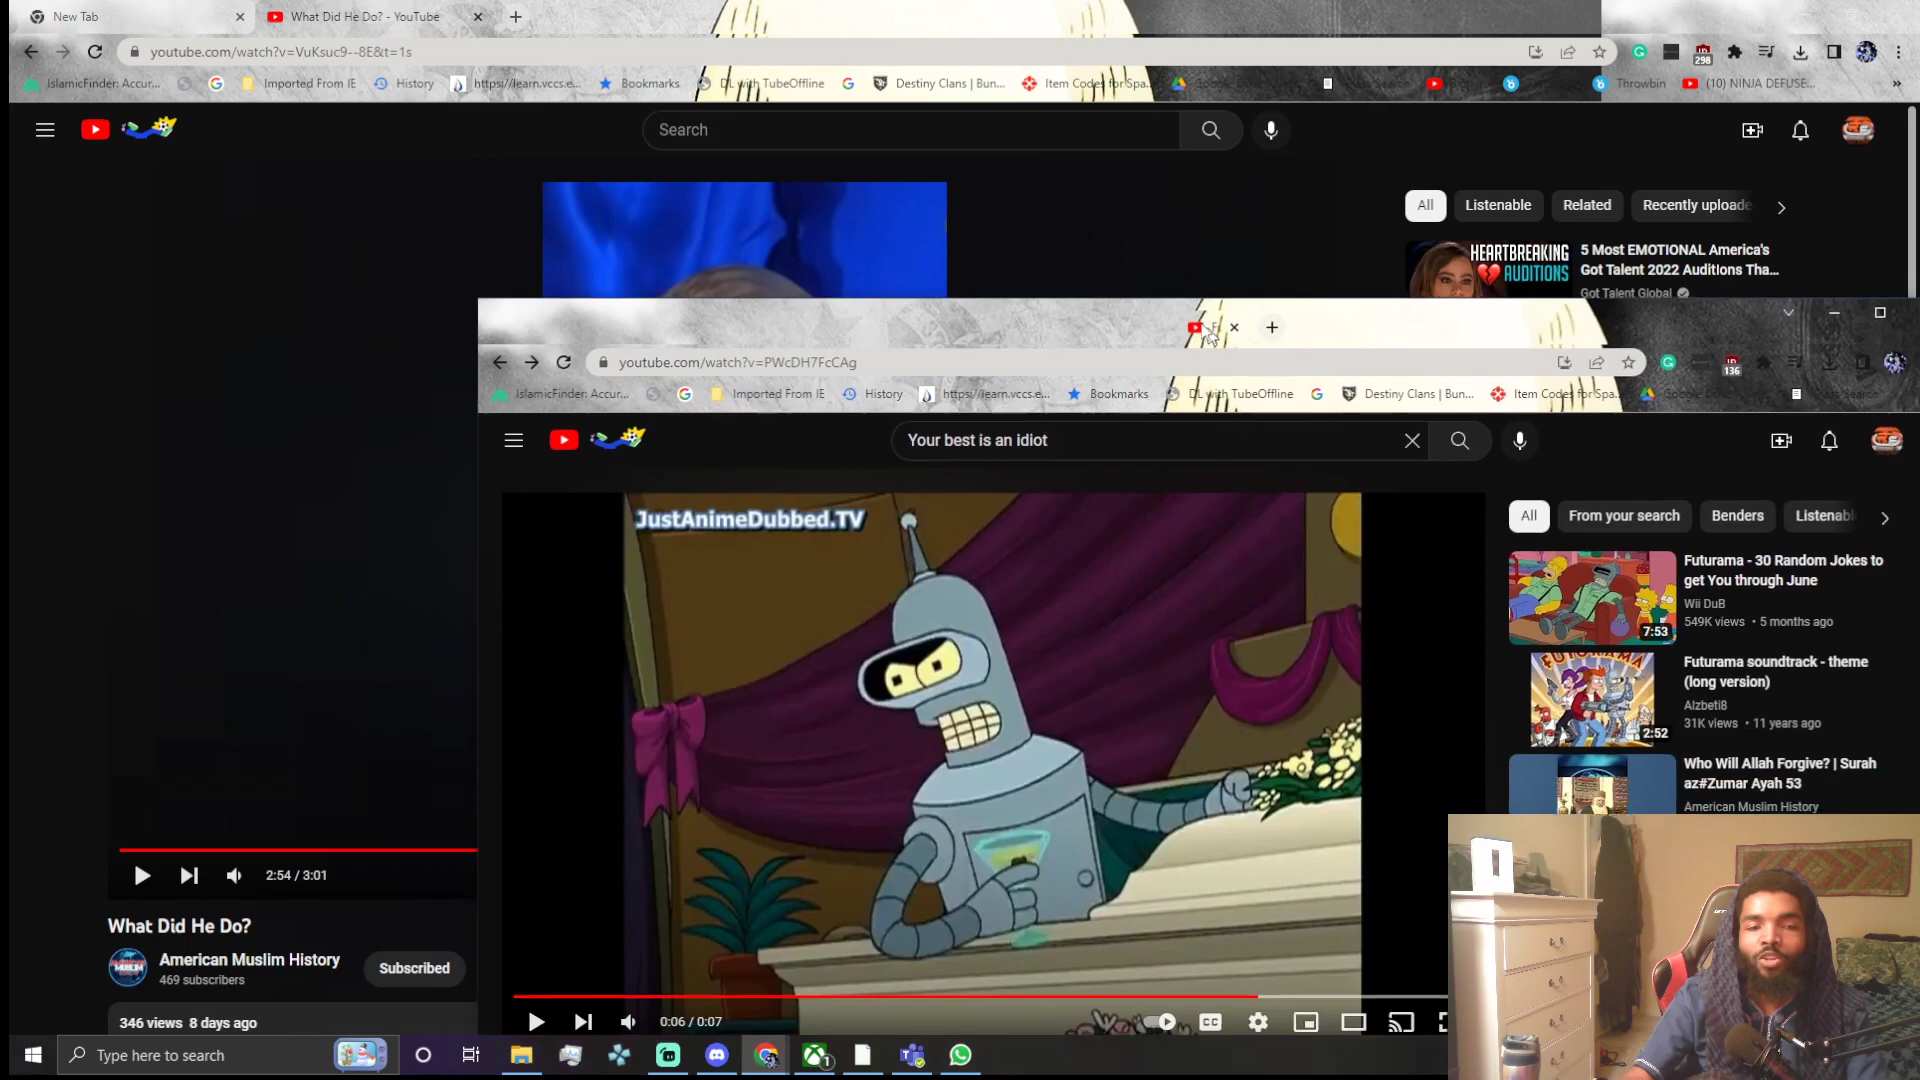 New Tab
What Did He Do? - YouTube
youtube.com/watch?v=VuKsuc9--8E&t=1s
298
IslamicFinder: Accur...
Imported From IE
History
https://learn.vccs.e...
Bookmarks
DL with TubeOffline
Destiny Clans | Bun...
Item Codes for Spa...
Throwbin
(10) NINJA DEFUSE...
Search
All
Listenable
Related
Recently uploade
HEARTBREAKING
AUDITIONS
5 Most EMOTIONAL America's
Got Talent 2022 Auditions Tha...
Got Talent Global
youtube.com/watch?v=PWcDH7FcCAg
136
IslamicFinder: Accur...
Imported From IE
History
https://learn.vccs.e...
Bookmarks
DL with TubeOffline
Destiny Clans | Bun...
Item Codes for Spa...
Your best is an idiot
JustAnimeDubbed.TV
All
From your search
Benders
Listenabl
Futurama - 30 Random Jokes to
get You through June
Wii DuB
549K views • 5 months ago
7:53
FUTURAMA
Futurama soundtrack - theme
(long version)
Alzbeti8
31K views • 11 years ago
2:52
Who Will Allah Forgive? | Surah
az#Zumar Ayah 53
American Muslim History
2:54 / 3:01
What Did He Do?
American Muslim History
469 subscribers
Subscribed
346 views 8 days ago
0:06 / 0:07
CC
Type here to search
1